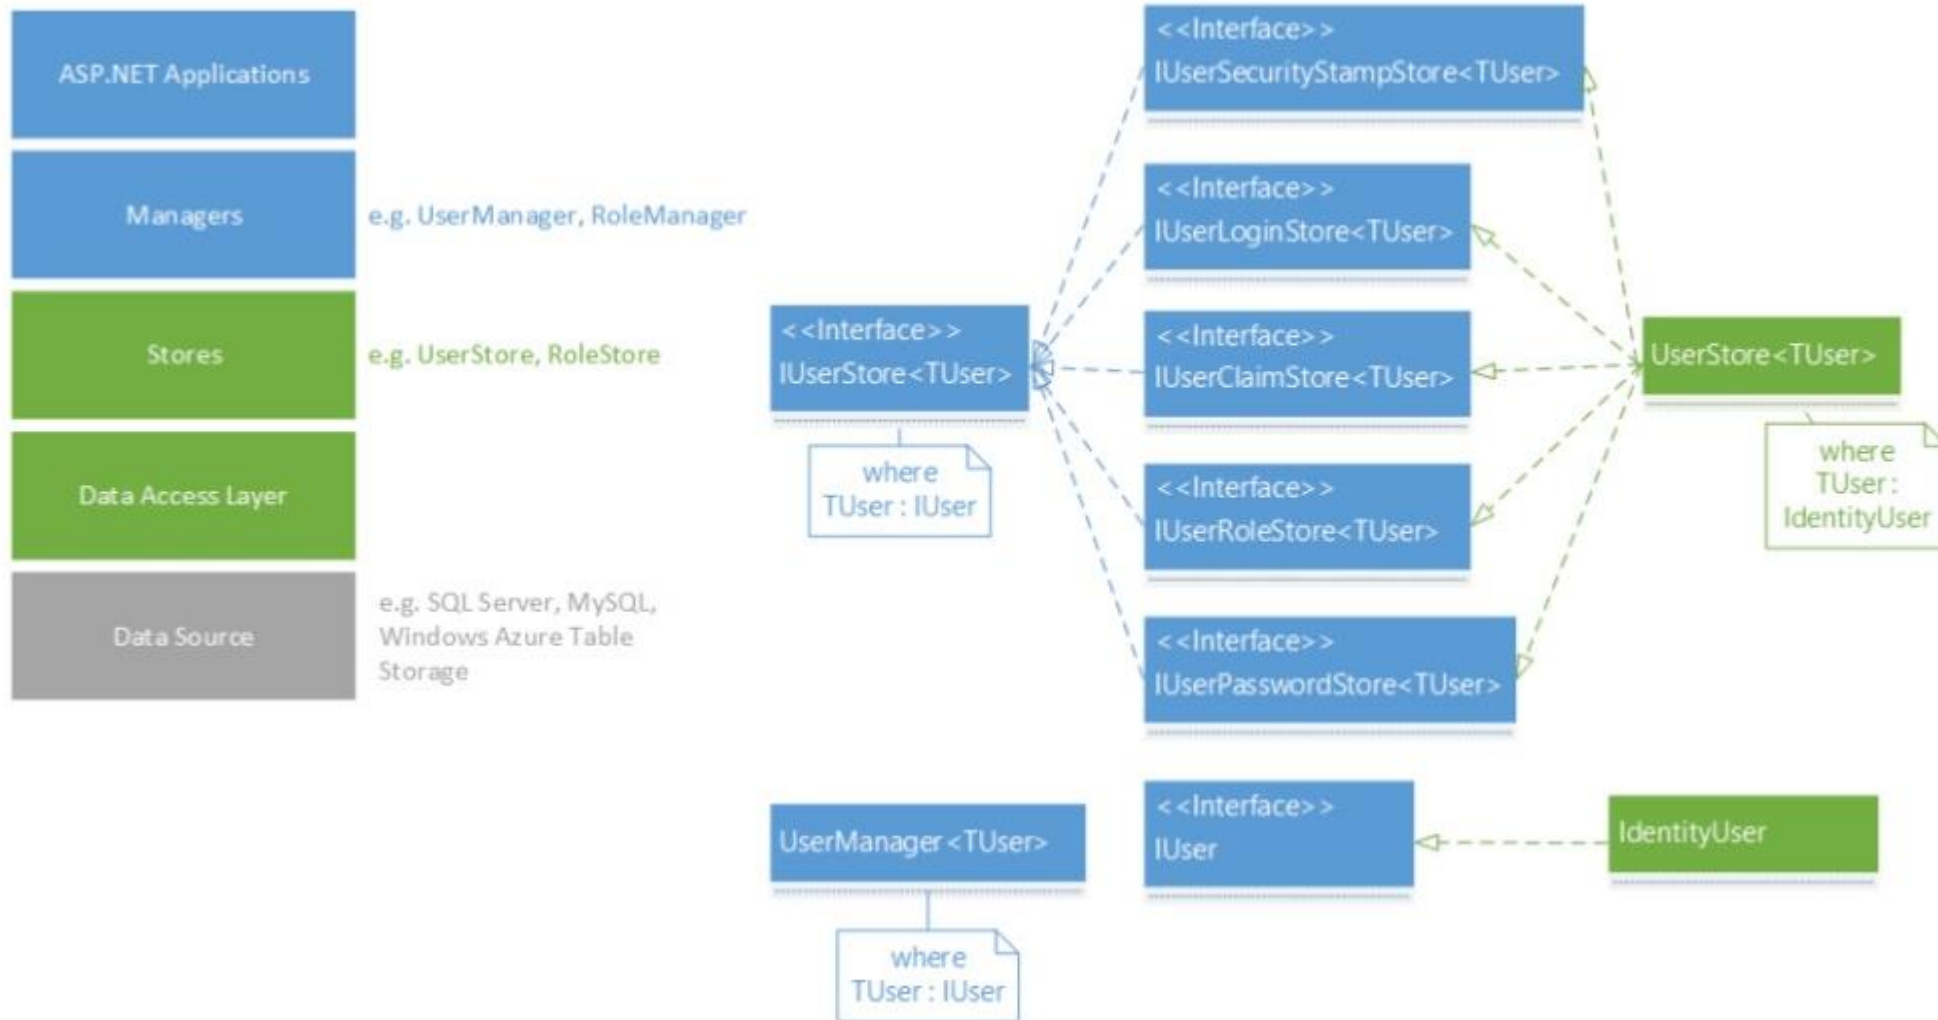 ASP.NET Applications
Managers
e.g. UserManager, RoleManager
Stores
e.g. UserStore, RoleStore
Data Access Layer
Data Source
e.g. SQL Server, MySQL,
Windows Azure Table
Storage
<<Interface>>
IUserStore<TUser>
where
TUser : IUser
<<Interface>>
IUserSecurityStampStore<TUser>
<<Interface>>
IUserLoginStore<TUser>
<<Interface>>
IUserClaimStore<TUser>
<<Interface>>
IUserRoleStore<TUser>
<<Interface>>
IUserPasswordStore<TUser>
UserStore<TUser>
where
TUser :
IdentityUser
UserManager<TUser>
where
TUser : IUser
<<Interface>>
IUser
IdentityUser